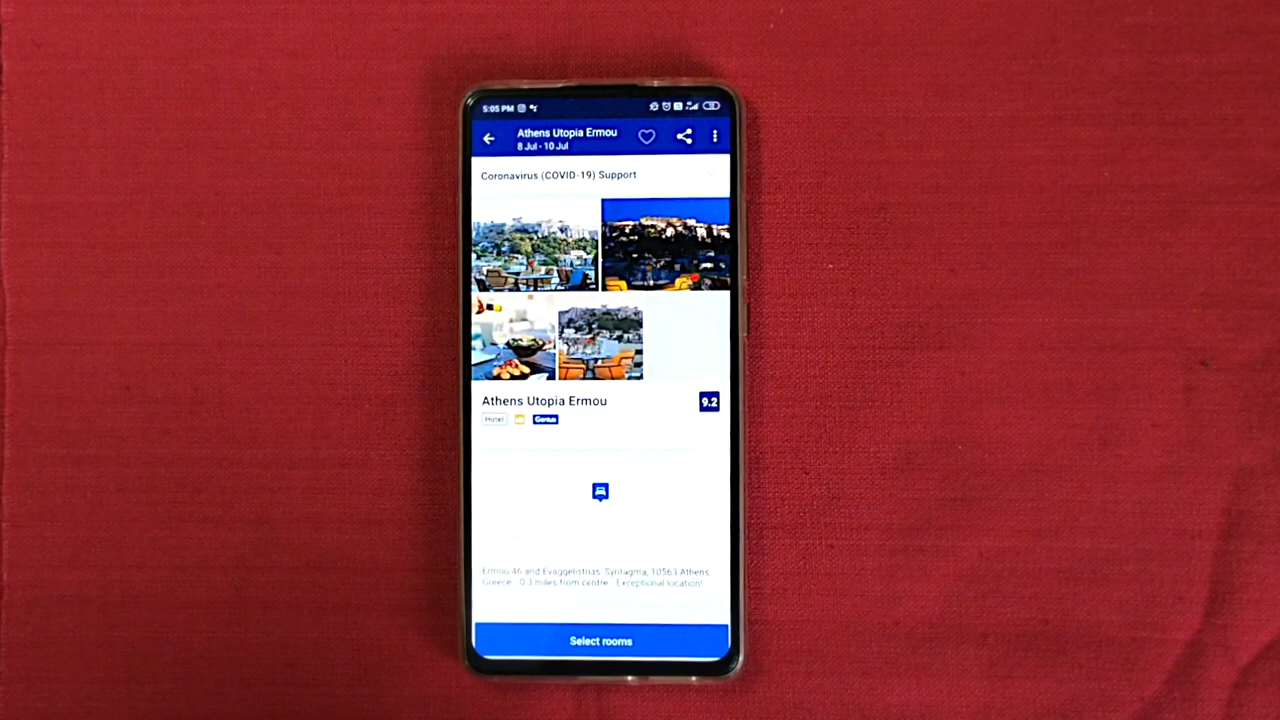 5:05 PM
Athens Utopia Ermou
8 Jul - 10 Jul
Coronavirus (COVID-19) Support
Athens Utopia Ermou
9.2
Hotel Genius
Ermou 46 and Evaggelistrias, Syntagma, 10563 Athens,
Greece - 0.3 miles from centre - Exceptional location!
Select rooms